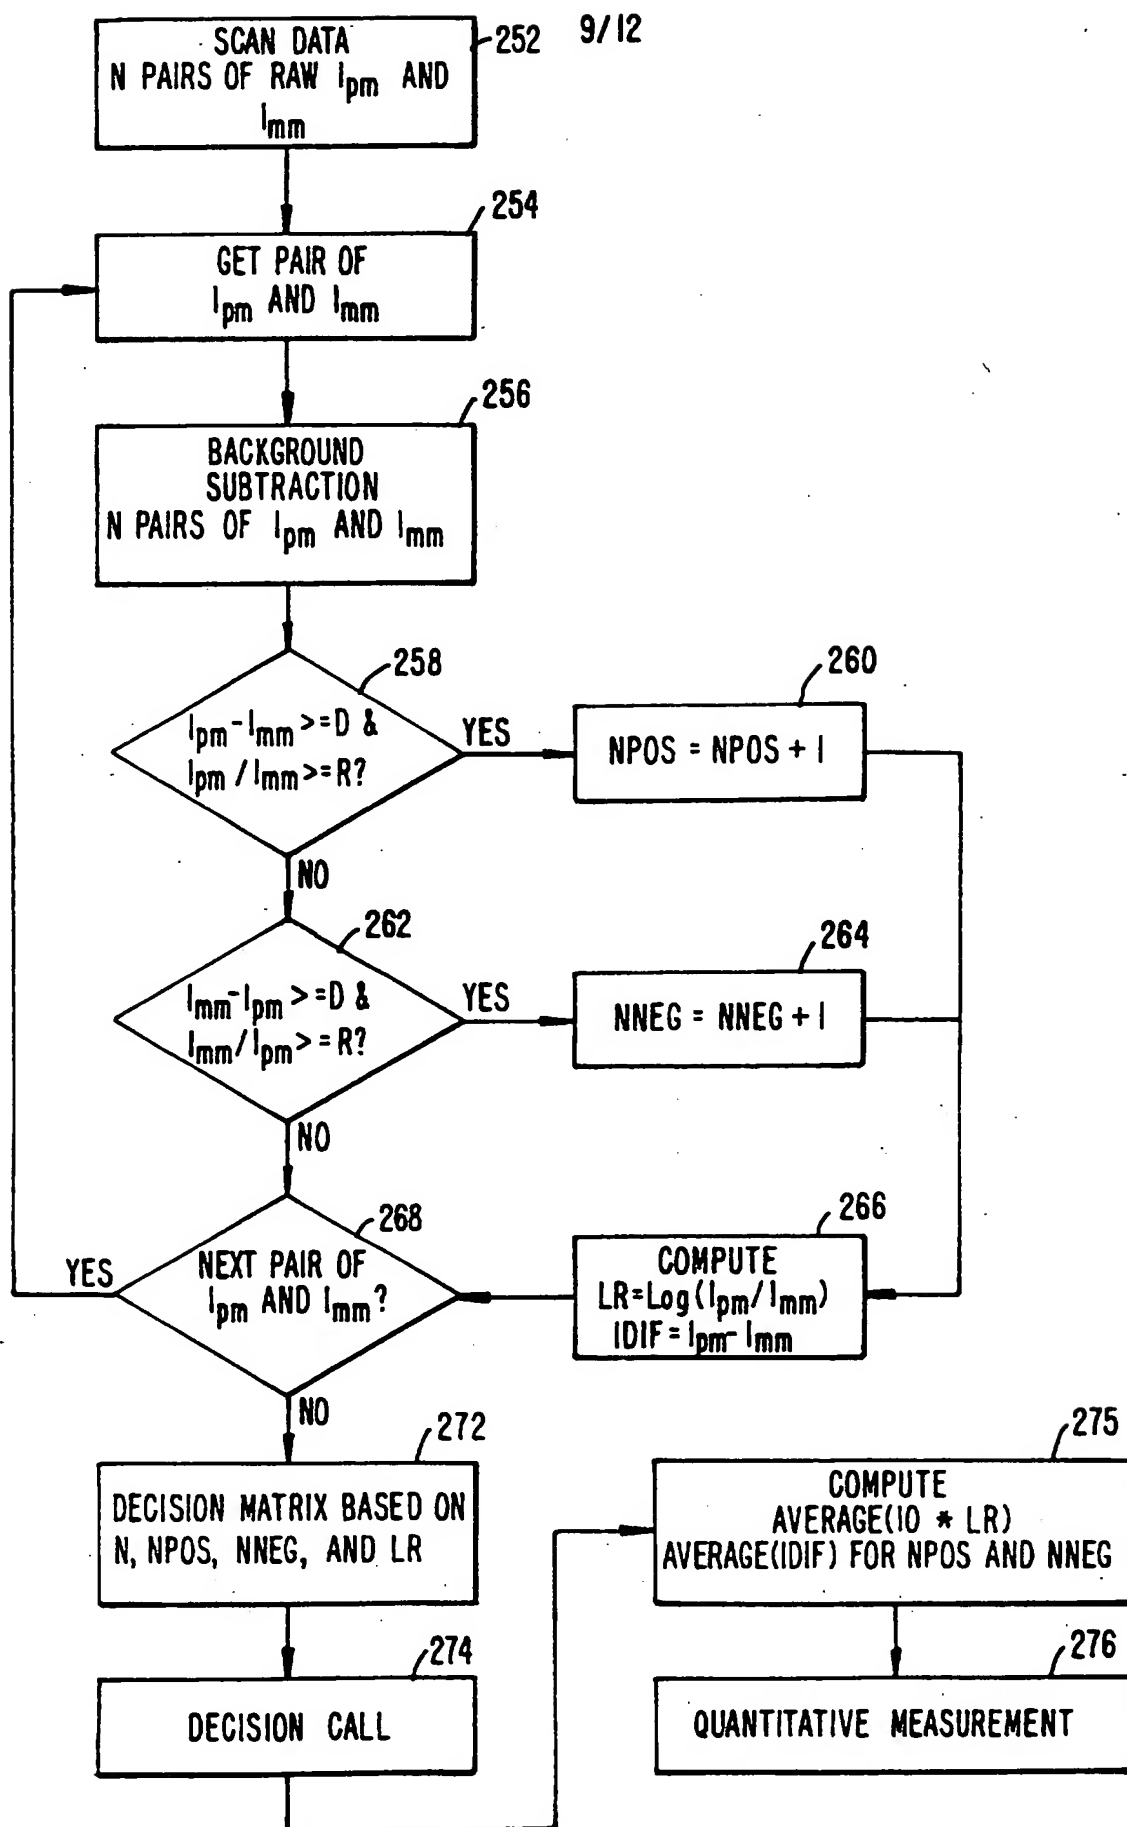 9/12
SCAN DATA
N PAIRS OF RAW Ipm AND
Imm
252
254
GET PAIR OF
Ipm AND Imm
256
BACKGROUND
SUBTRACTION
N PAIRS OF Ipm AND Imm
258
Ipm-Imm>=D &
Ipm/Imm>=R?
YES
260
NPOS = NPOS + 1
NO
262
Imm-Ipm>=D &
Imm/Ipm>=R?
YES
264
NNEG = NNEG + 1
NO
268
NEXT PAIR OF
Ipm AND Imm?
YES
266
COMPUTE
LR=Log(Ipm/Imm)
IDIF=Ipm-Imm
NO
272
DECISION MATRIX BASED ON
N, NPOS, NNEG, AND LR
274
DECISION CALL
275
COMPUTE
AVERAGE(10 * LR)
AVERAGE(IDIF) FOR NPOS AND NNEG
276
QUANTITATIVE MEASUREMENT